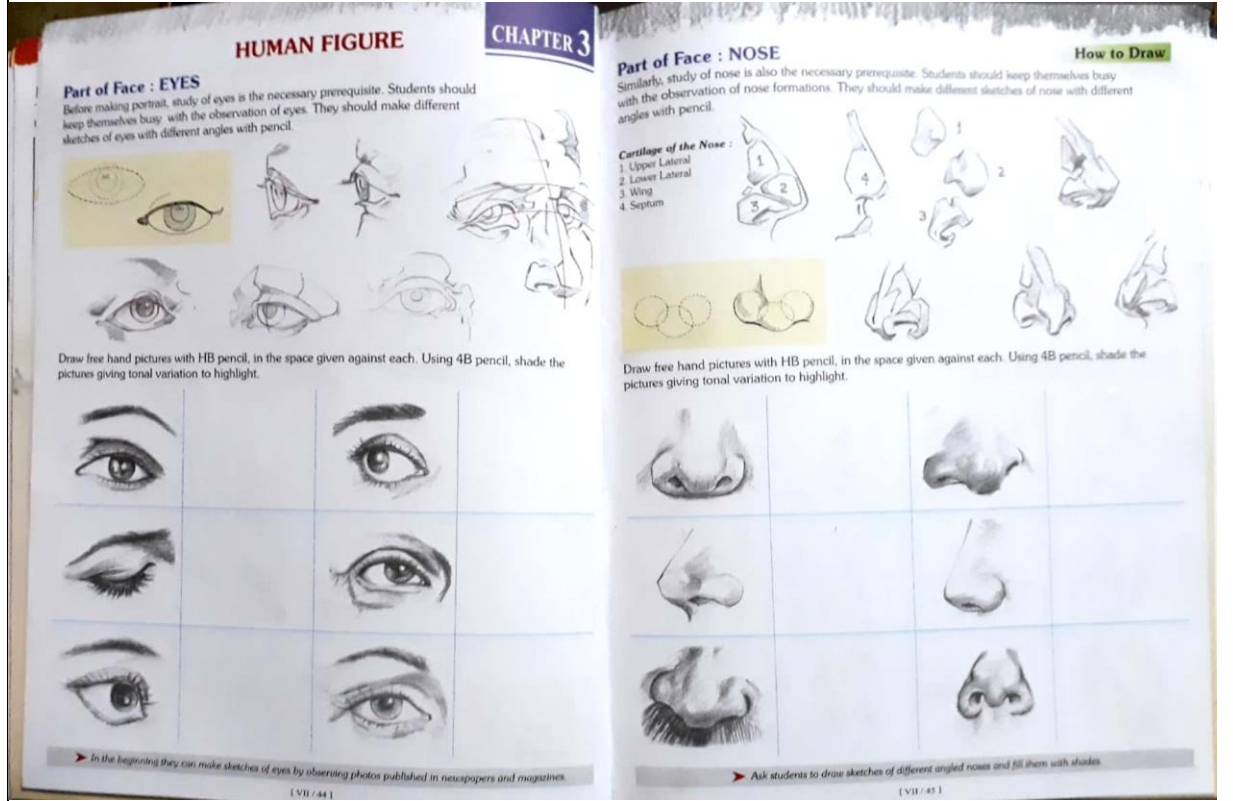 HUMAN FIGURE
CHAPTER 3
Part of Face : EYES
Before making portrait, study of eyes is the necessary prerequisite. Students should
keep themselves busy with the observation of eyes. They should make different
sketches of eyes with different angles with pencil.
Draw free hand pictures with HB pencil, in the space given against each. Using 4B pencil, shade the
pictures giving tonal variation to highlight.
➤ In the beginning they can make sketches of eyes by observing photos published in newspapers and magazines.
[ VII / 44 ]
Part of Face : NOSE
How to Draw
Similarly, study of nose is also the necessary prerequisite. Students should keep themselves busy
with the observation of nose formations. They should make different sketches of nose with different
angles with pencil.
Cartilage of the Nose :
1. Upper Lateral
2. Lower Lateral
3. Wing
4. Septum
1
2
3
4
1
2
3
Draw free hand pictures with HB pencil, in the space given against each. Using 4B pencil, shade the
pictures giving tonal variation to highlight.
➤ Ask students to draw sketches of different angled noses and fill them with shades
[ VII / 45 ]